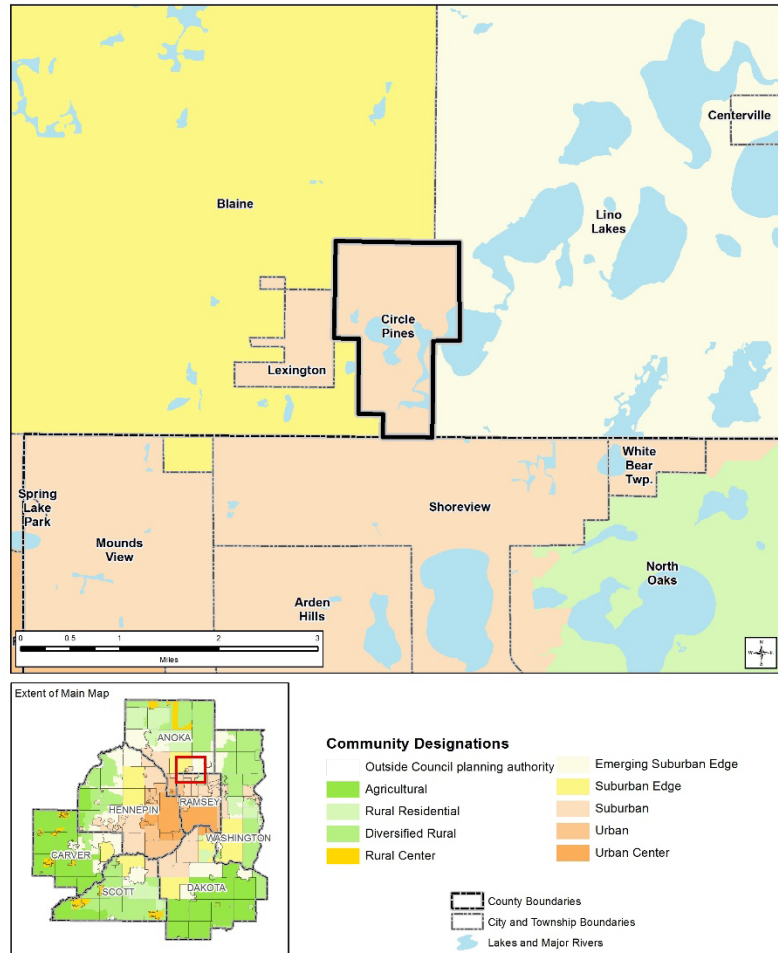 Centerville
Blaine
Lino
Lakes
Circle
Pines
Lexington
White
Bear
Twp.
Spring
Lake
Park
Shoreview
Mounds
View
North
Oaks
Arden
Hills
0 0.5 1 2 3
Miles
N
W E
S
Extent of Main Map
ANOKA
HENNEPIN
RAMSEY
WASHINGTON
CARVER
SCOTT
DAKOTA
Community Designations
Outside Council planning authority
Agricultural
Rural Residential
Diversified Rural
Rural Center
Emerging Suburban Edge
Suburban Edge
Suburban
Urban
Urban Center
County Boundaries
City and Township Boundaries
Lakes and Major Rivers